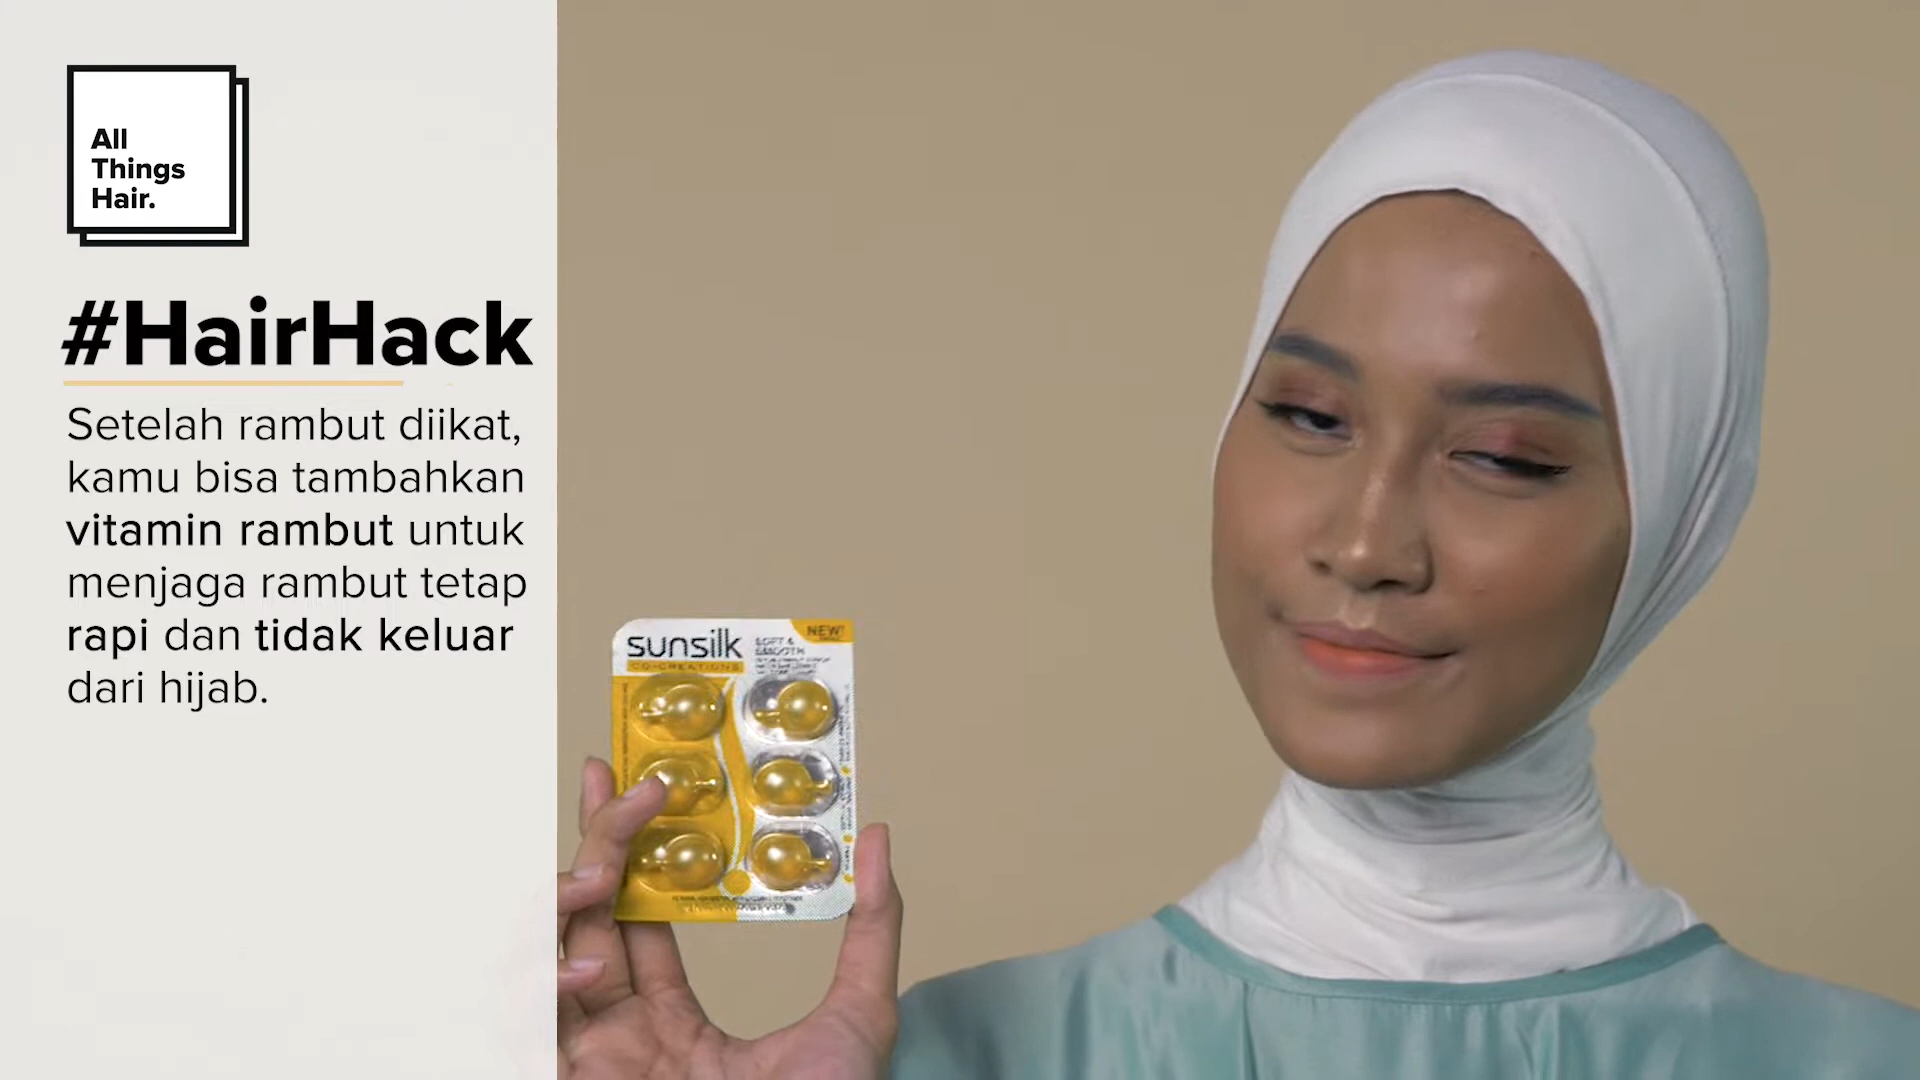 All
Things
Hair.
#HairHack
Setelah rambut diikat,
kamu bisa tambahkan
vitamin rambut untuk
menjaga rambut tetap
rapi dan tidak keluar
dari hijab.
sunsilk
CO-CREATIONS
NEW!
SOFT &
SMOOTH